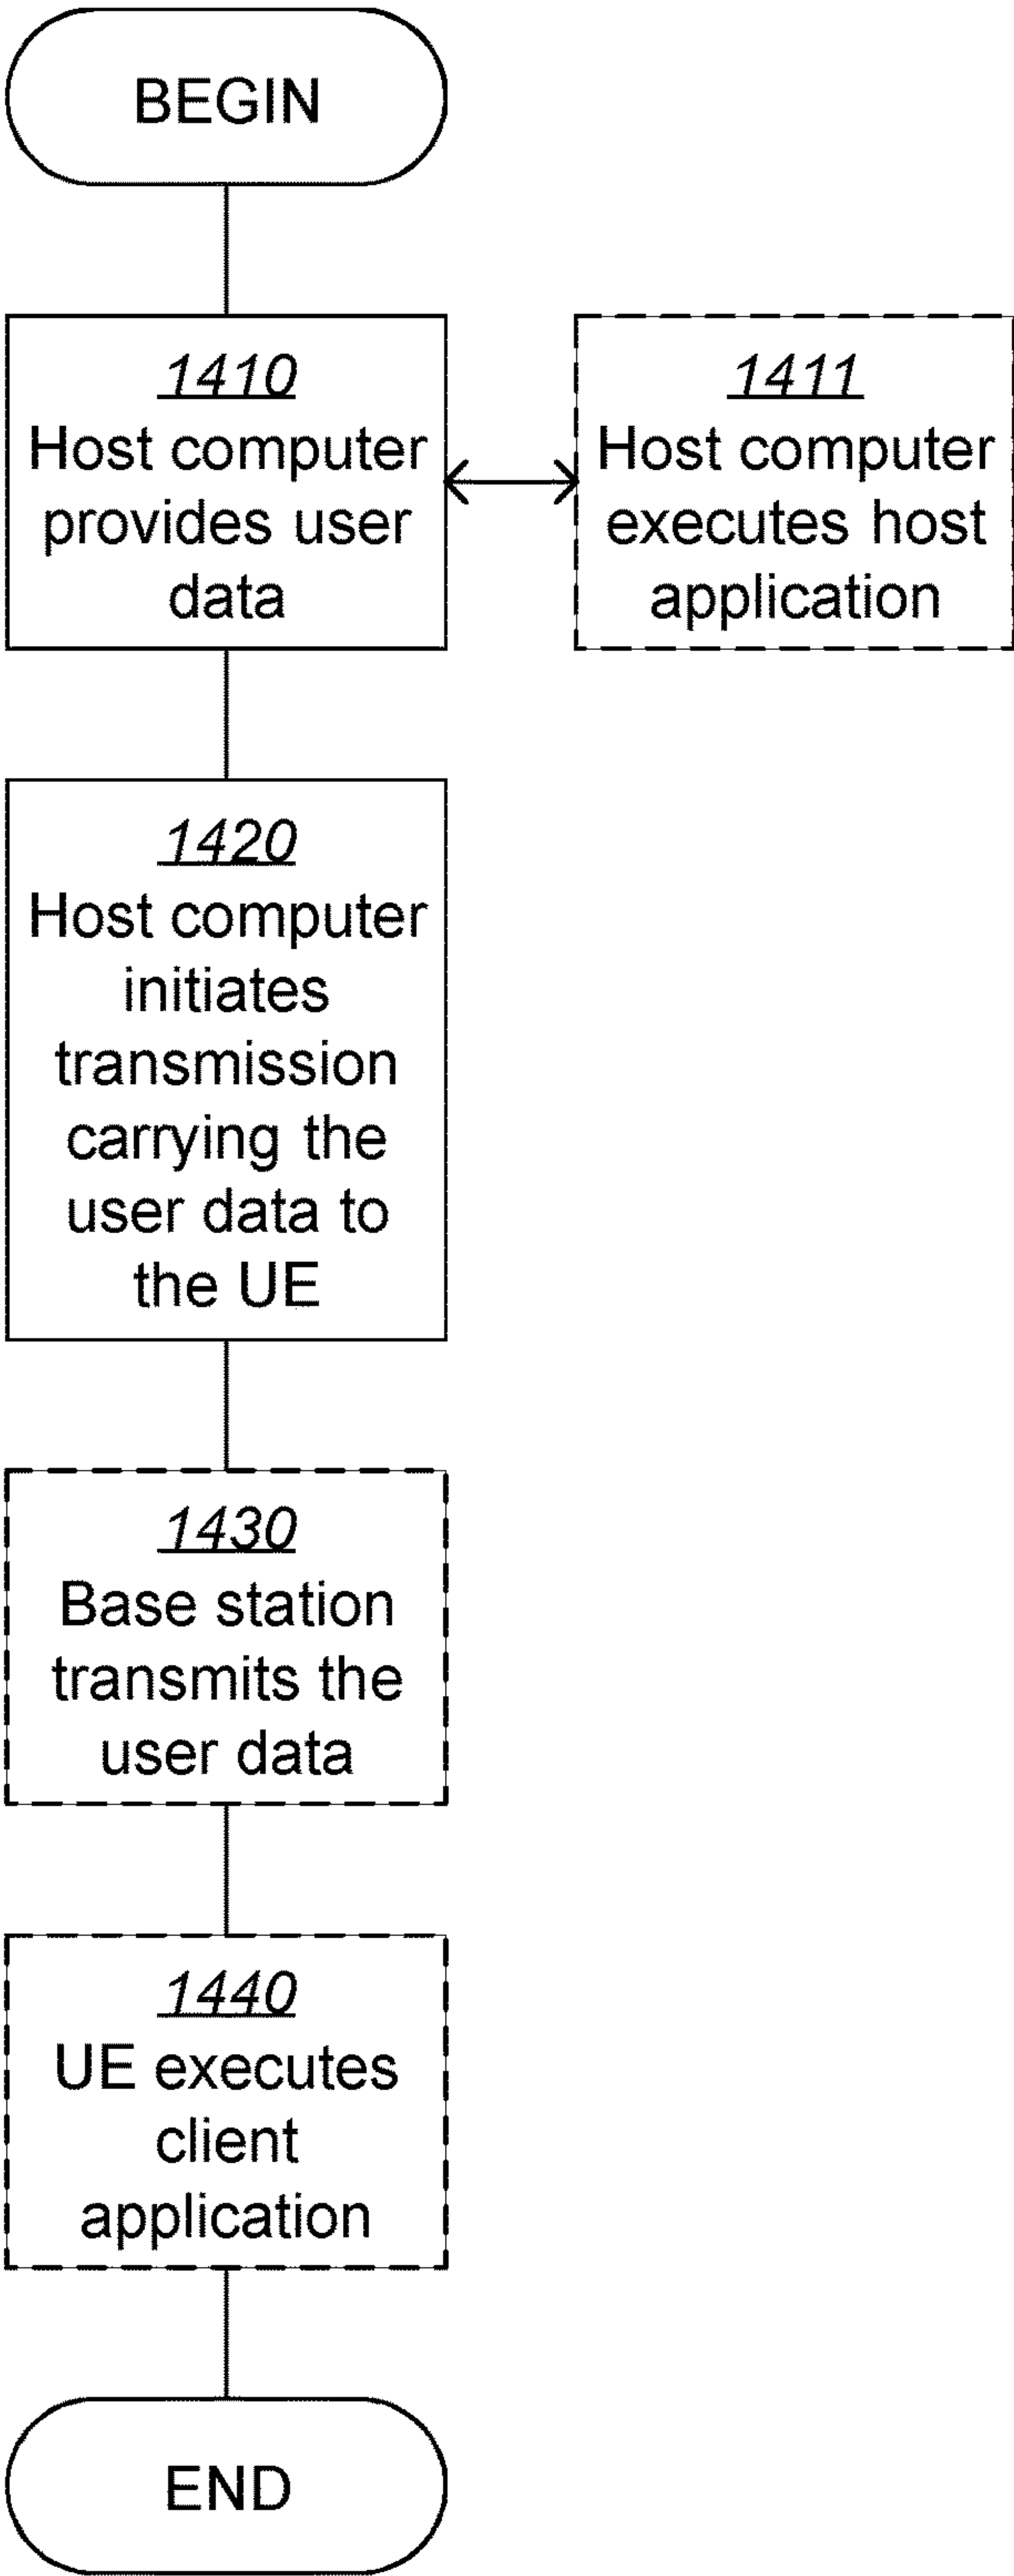 BEGIN
1410
Host computer
provides user
data
1411
Host computer
executes host
application
1420
Host computer
initiates
transmission
carrying the
user data to
the UE
1430
Base station
transmits the
user data
1440
UE executes
client
application
END